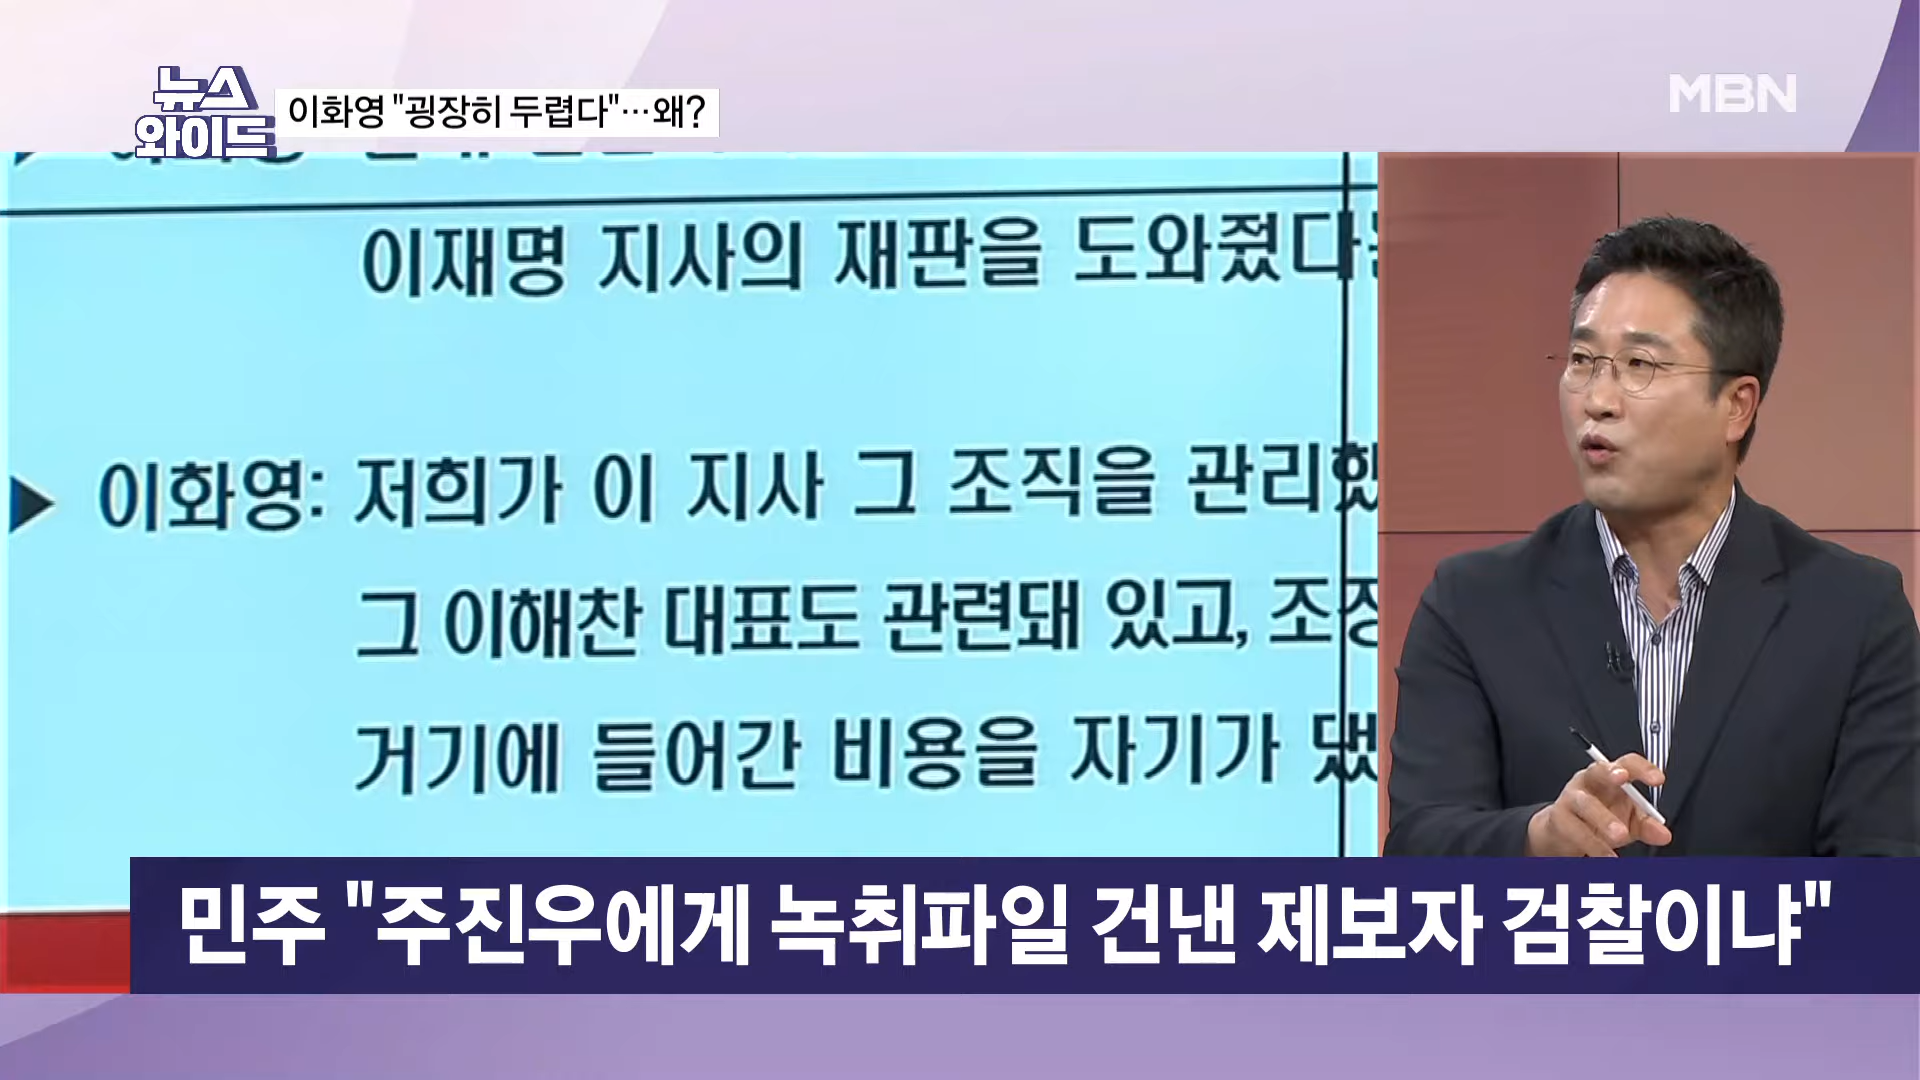 뉴스
와이드
이화영 "굉장히 두렵다"…왜?
MBN
이재명 지사의 재판을 도와줬다는
이화영: 저희가 이 지사 그 조직을 관리했
그 이해찬 대표도 관련돼 있고, 조
거기에 들어간 비용을 자기가 댔
민주 "주진우에게 녹취파일 건낸 제보자 검찰이냐"